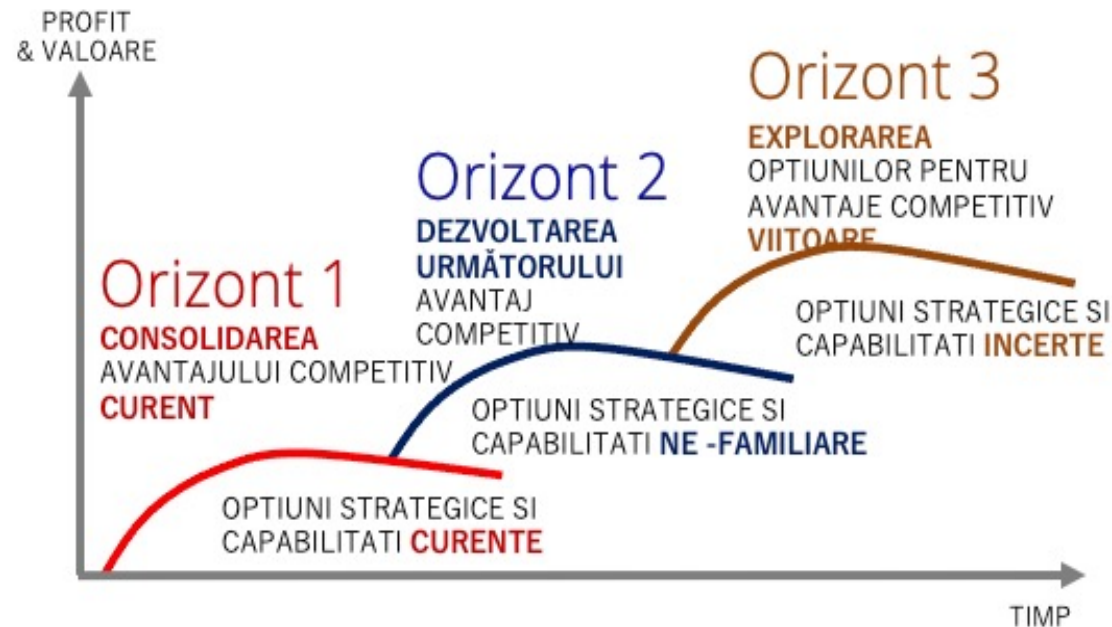 PROFIT
& VALOARE
Orizont 3
EXPLORAREA
OPTIUNILOR PENTRU
AVANTAJE COMPETITIV
VIITOARE
Orizont 2
DEZVOLTAREA
URMĂTORULUI
AVANTAJ
COMPETITIV
Orizont 1
CONSOLIDAREA
AVANTAJULUI COMPETITIV
CURENT
OPTIUNI STRATEGICE SI
CAPABILITATI INCERTE
OPTIUNI STRATEGICE SI
CAPABILITATI NE -FAMILIARE
OPTIUNI STRATEGICE SI
CAPABILITATI CURENTE
TIMP